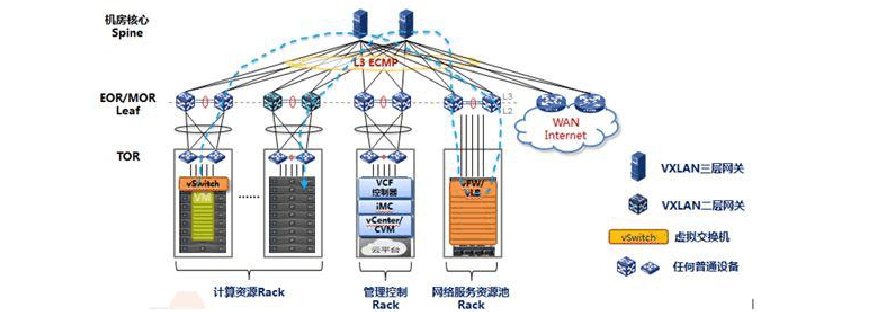 机房核心
Spine
L3 ECMP
EOR/MOR
Leaf
L3
L2
WAN
Internet
TOR
vSwitch
VM
......
VCF
控制器
iMC
vCenter/
CVM
云平台
vFW/
vLB
计算资源Rack
管理控制
Rack
网络服务资源池
Rack
VXLAN三层网关
VXLAN二层网关
vSwitch
虚拟交换机
任何普通设备